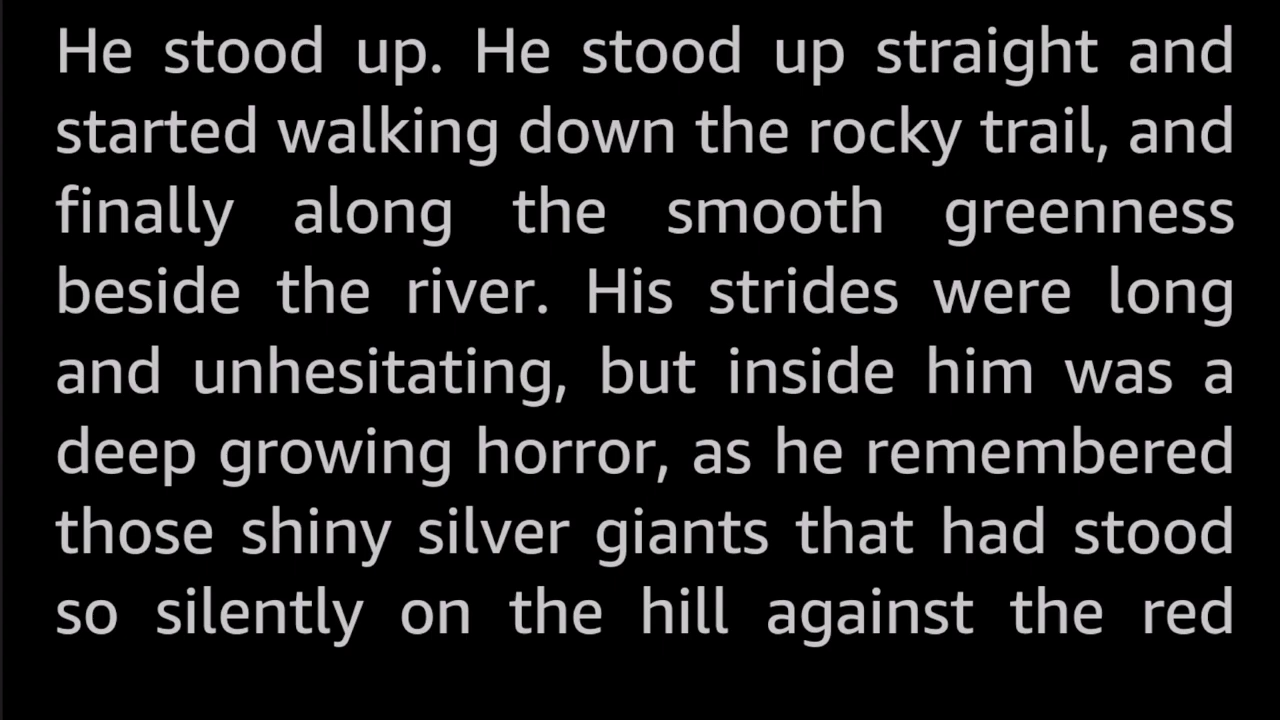 He stood up. He stood up straight and
started walking down the rocky trail, and
finally along the smooth greenness
beside the river. His strides were long
and unhesitating, but inside him was a
deep growing horror, as he remembered
those shiny silver giants that had stood
so silently on the hill against the red